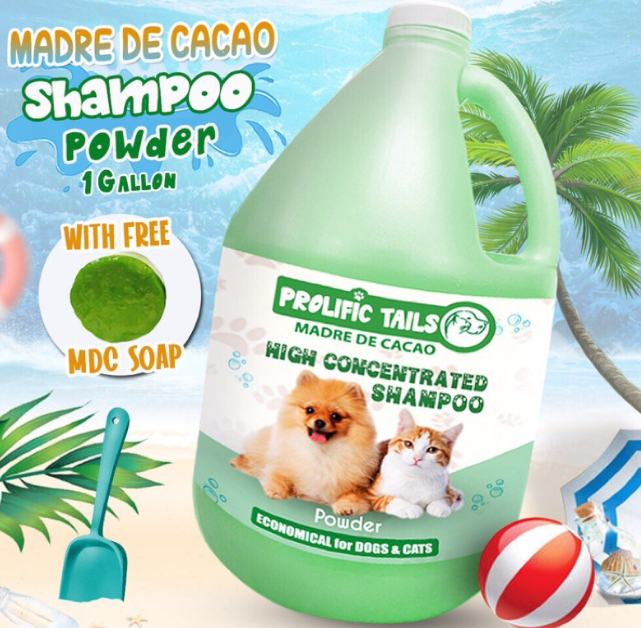 MADRE DE CACAO
Shampoo
Powder
1 GALLON
WITH FREE
MDC SOAP
PROLIFIC TAILS
MADRE DE CACAO
HIGH CONCENTRATED
SHAMPOO
Powder
ECONOMICAL for DOGS & CATS